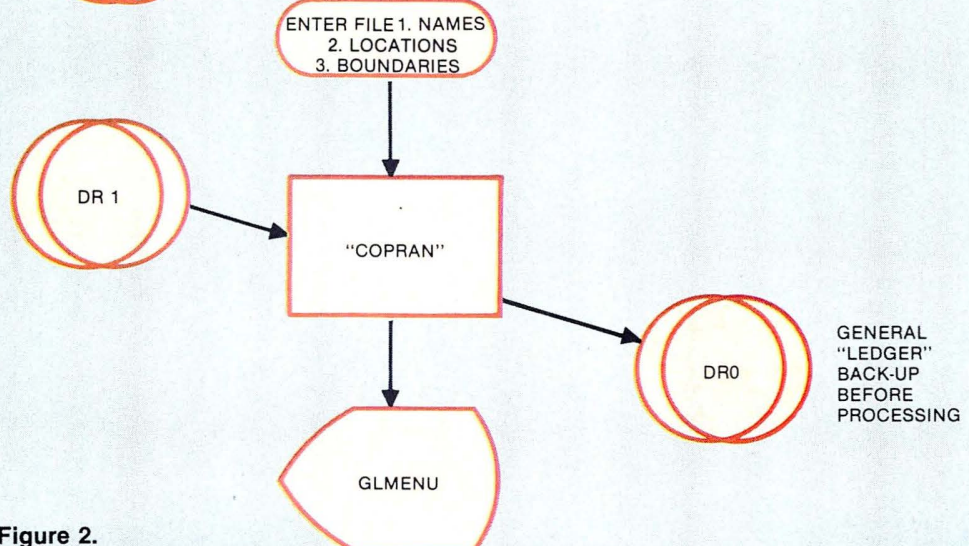 ENTER FILE 1. NAMES
2. LOCATIONS
3. BOUNDARIES
DR 1
"COPRAN"
DR0
GENERAL
"LEDGER"
BACK-UP
BEFORE
PROCESSING
GLMENU
Figure 2.